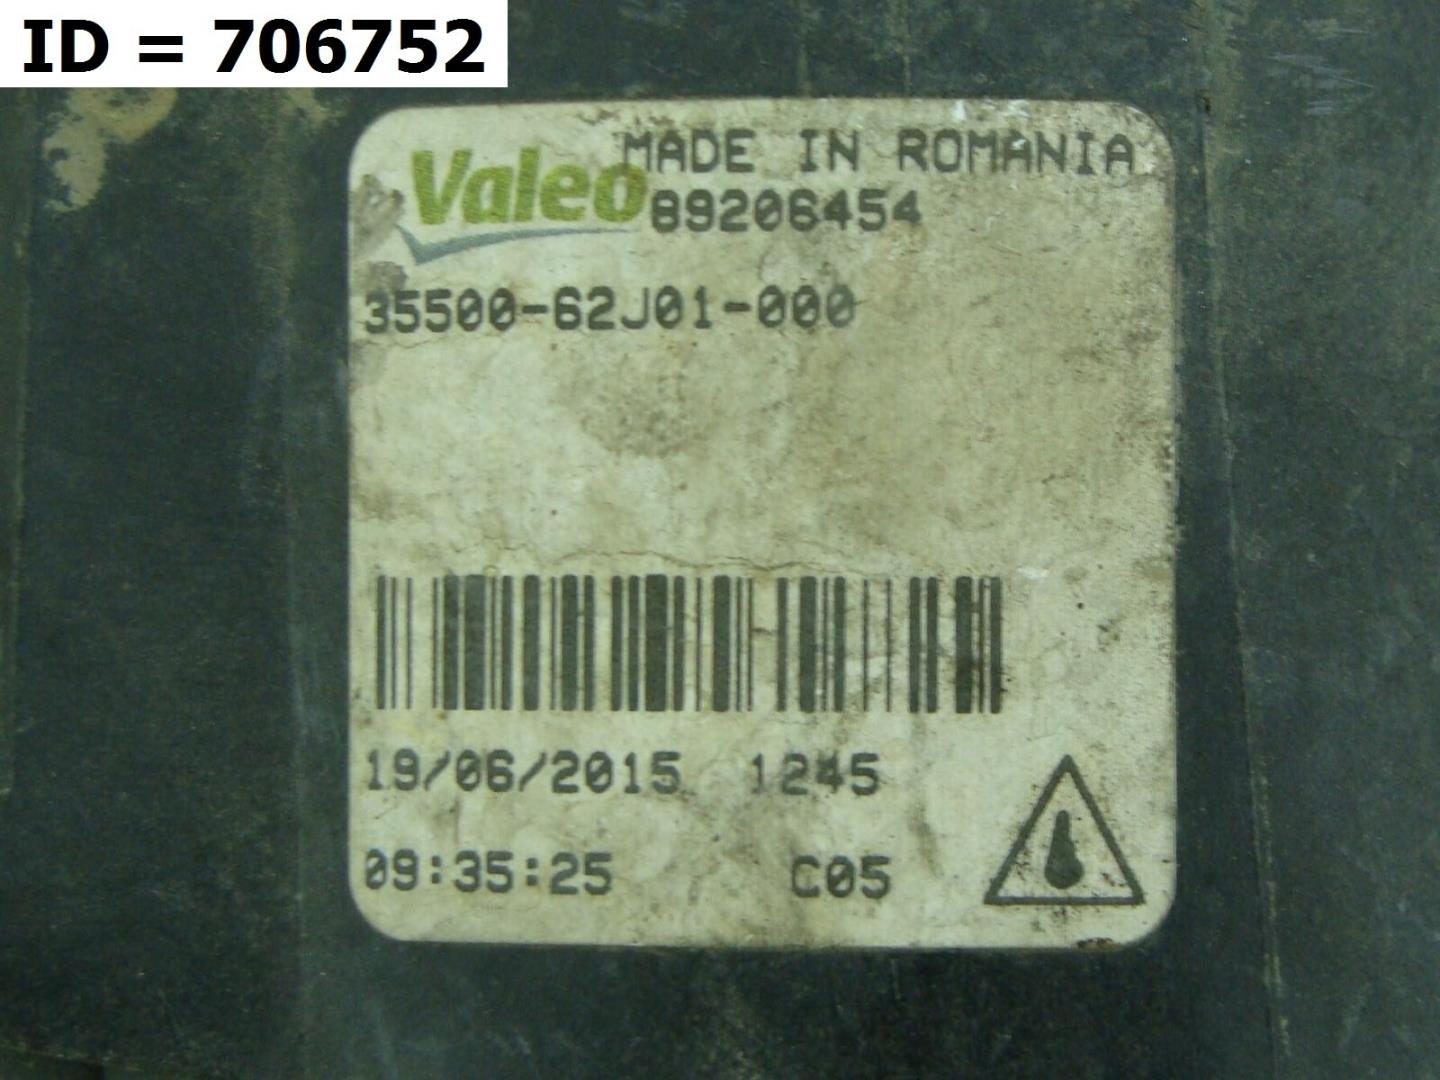 ID = 706752
Valeo MADE IN ROMANIA
89206454
35500-62J01-000
19/06/2015 1245
09:35:25 C05